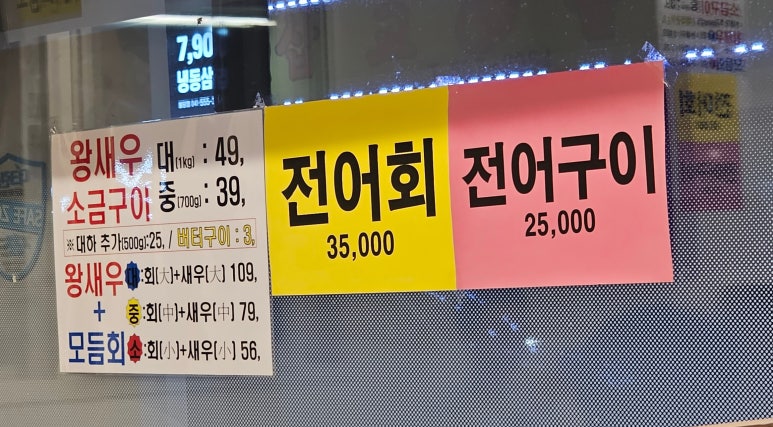 7,90
냉동삼
왕새우 대(1kg) : 49,
소금구이 중(700g) : 39,
※ 대하 추가(500g):25, / 버터구이 : 3,
왕새우 대:회(大)+새우(大) 109,
+ 중:회(中)+새우(中) 79,
모듬회 소:회(小)+새우(小) 56,
전어회
35,000
전어구이
25,000